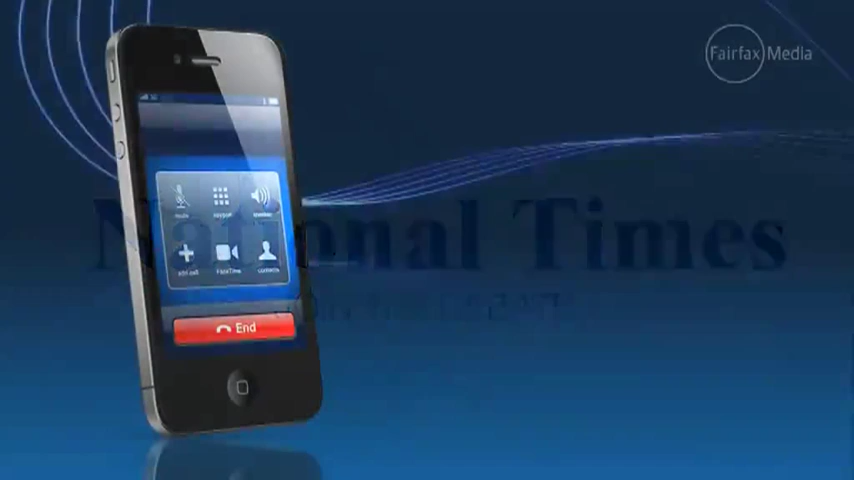 Fairfax Media
mute
keypad
speaker
National Times
add call
FaceTime
contacts
End